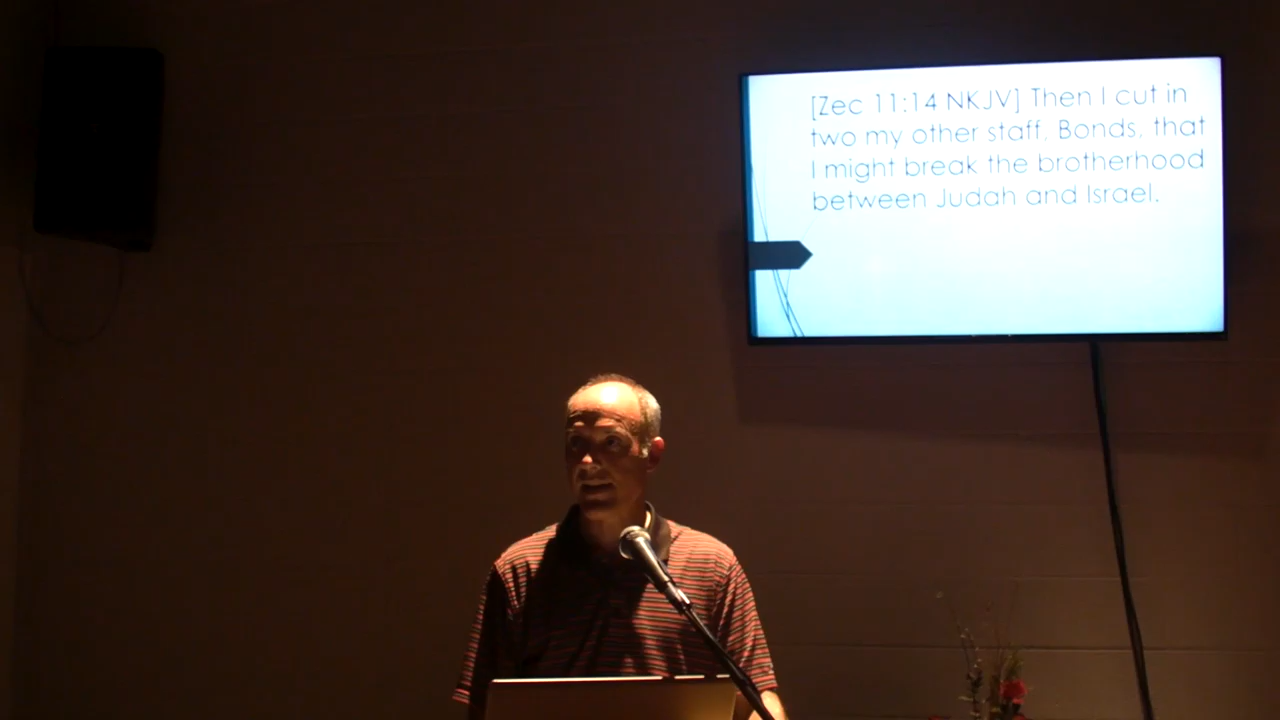 [Zec 11:14 NKJV] Then I cut in
two my other staff, Bonds, that
I might break the brotherhood
between Judah and Israel.